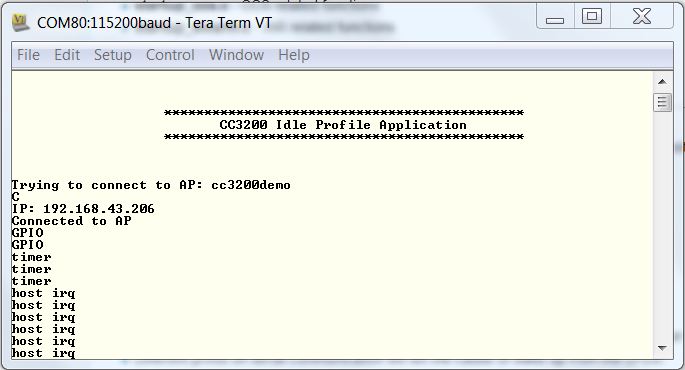 COM80:115200baud - Tera Term VT
File Edit Setup Control Window Help
*********************************************
CC3200 Idle Profile Application
*********************************************
Trying to connect to AP: cc3200demo
C
IP: 192.168.43.206
Connected to AP
GPIO
GPIO
timer
timer
timer
host irq
host irq
host irq
host irq
host irq
host irq